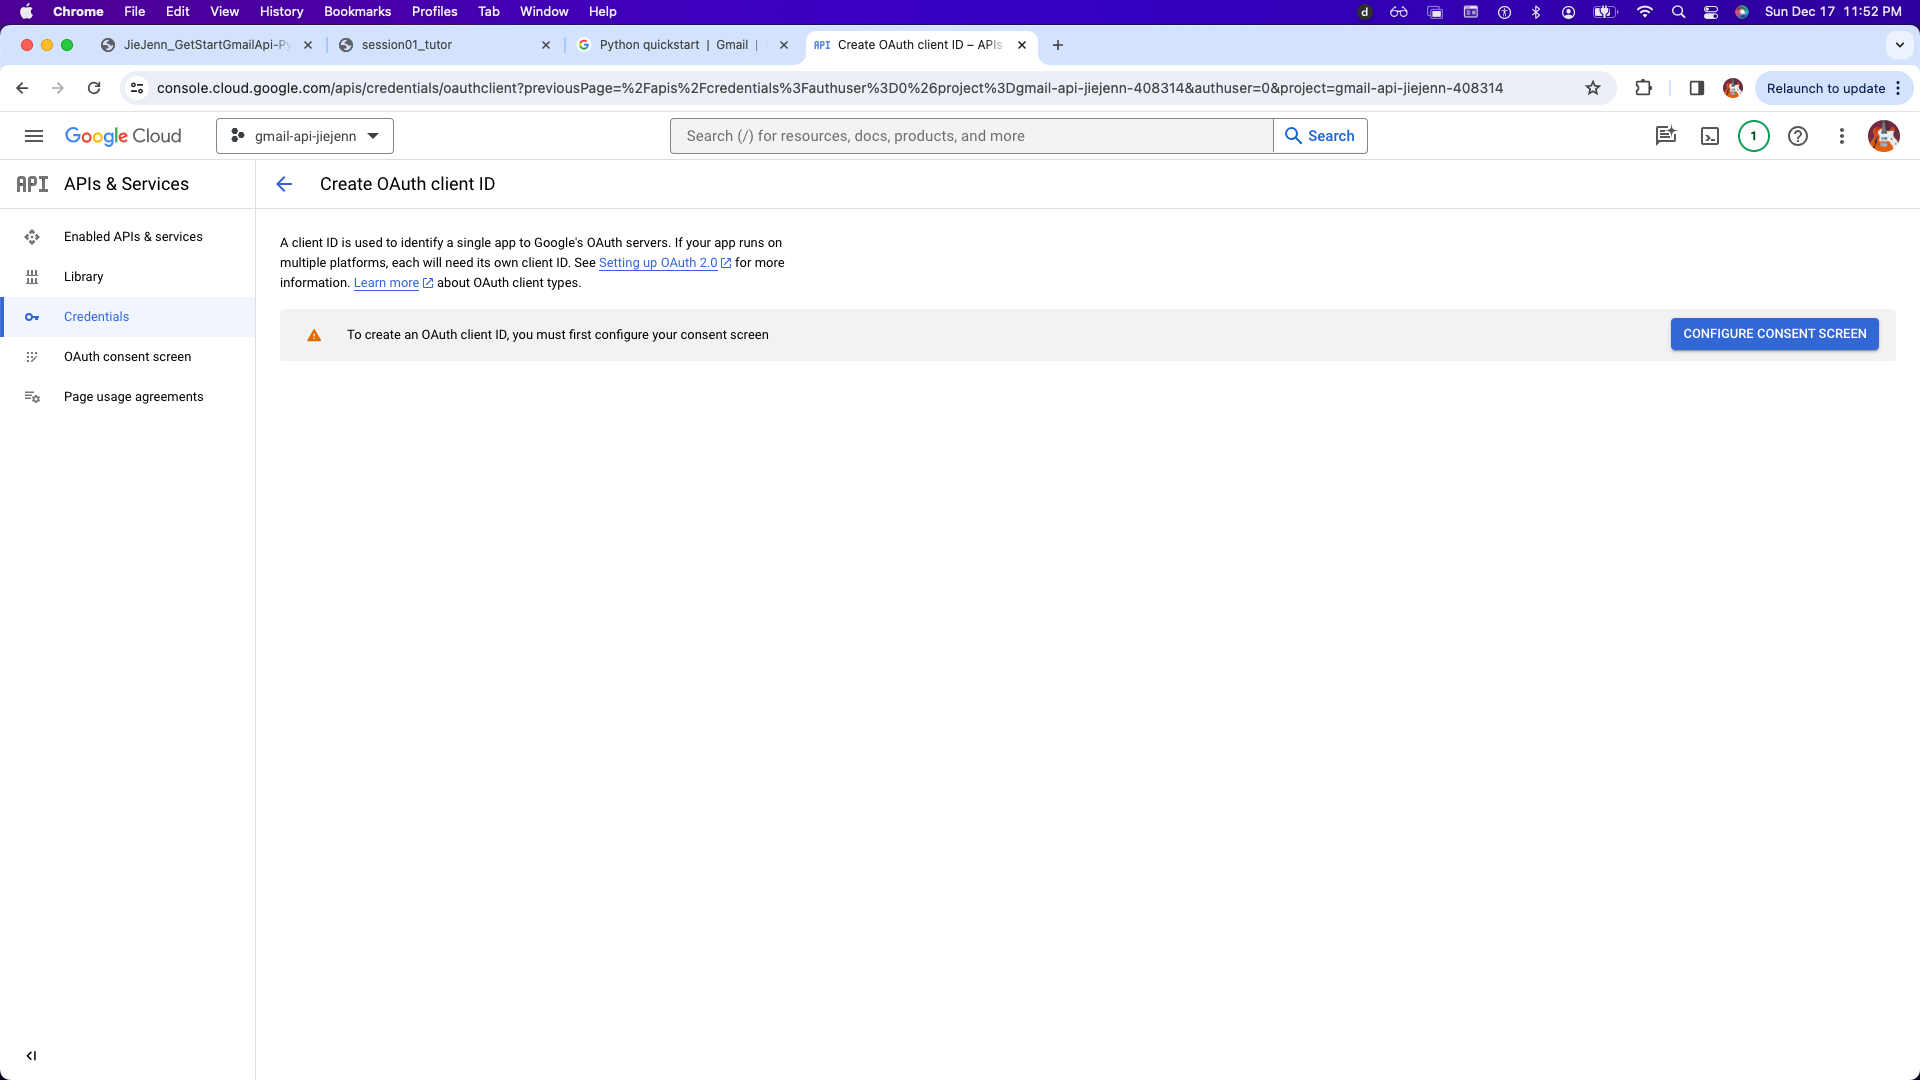 Chrome File Edit View History Bookmarks Profiles Tab Window Help d Sun Dec 17 11:52 PM
JieJenn_GetStartGmailApi-P session01_tutor Python quickstart | Gmail | Create OAuth client ID – APIs
console.cloud.google.com/apis/credentials/oauthclient?previousPage=%2Fapis%2Fcredentials%3Fauthuser%3D0%26project%3Dgmail-api-jiejenn-408314&authuser=0&project=gmail-api-jiejenn-408314 Relaunch to update
Google Cloud gmail-api-jiejenn Search (/) for resources, docs, products, and more Search 1
API APIs & Services Create OAuth client ID
Enabled APIs & services
Library
Credentials
OAuth consent screen
Page usage agreements
A client ID is used to identify a single app to Google's OAuth servers. If your app runs on
multiple platforms, each will need its own client ID. See Setting up OAuth 2.0 for more
information. Learn more about OAuth client types.
To create an OAuth client ID, you must first configure your consent screen CONFIGURE CONSENT SCREEN